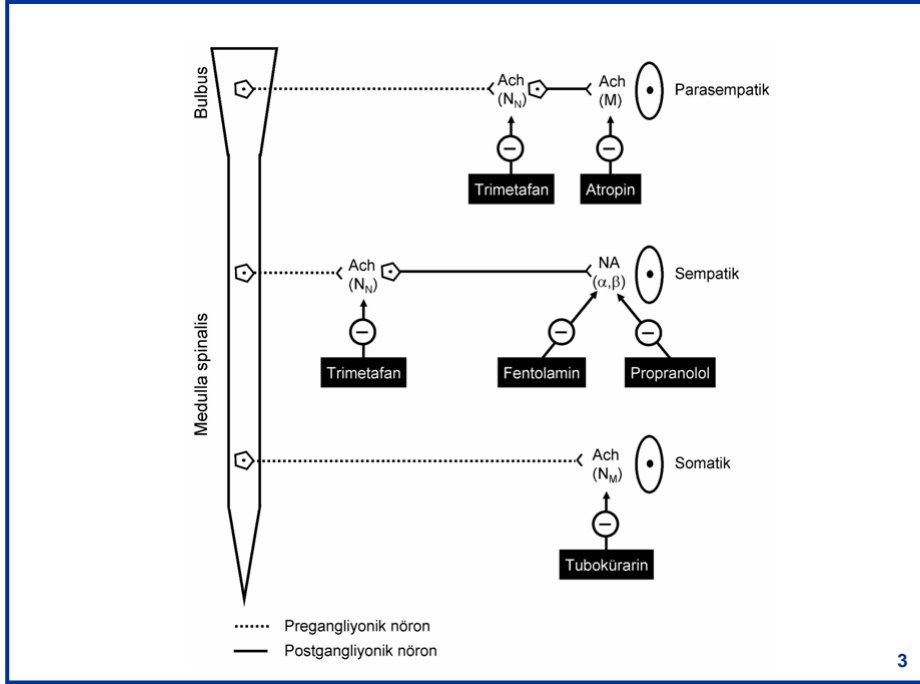 Bulbus
Ach
(NN)
Ach
(M)
Parasempatik
Trimetafan
Atropin
Medulla spinalis
Ach
(NN)
NA
(α,β)
Sempatik
Trimetafan
Fentolamin
Propranolol
Ach
(NM)
Somatik
Tubokürarin
Pregangliyonik nöron
Postgangliyonik nöron
3